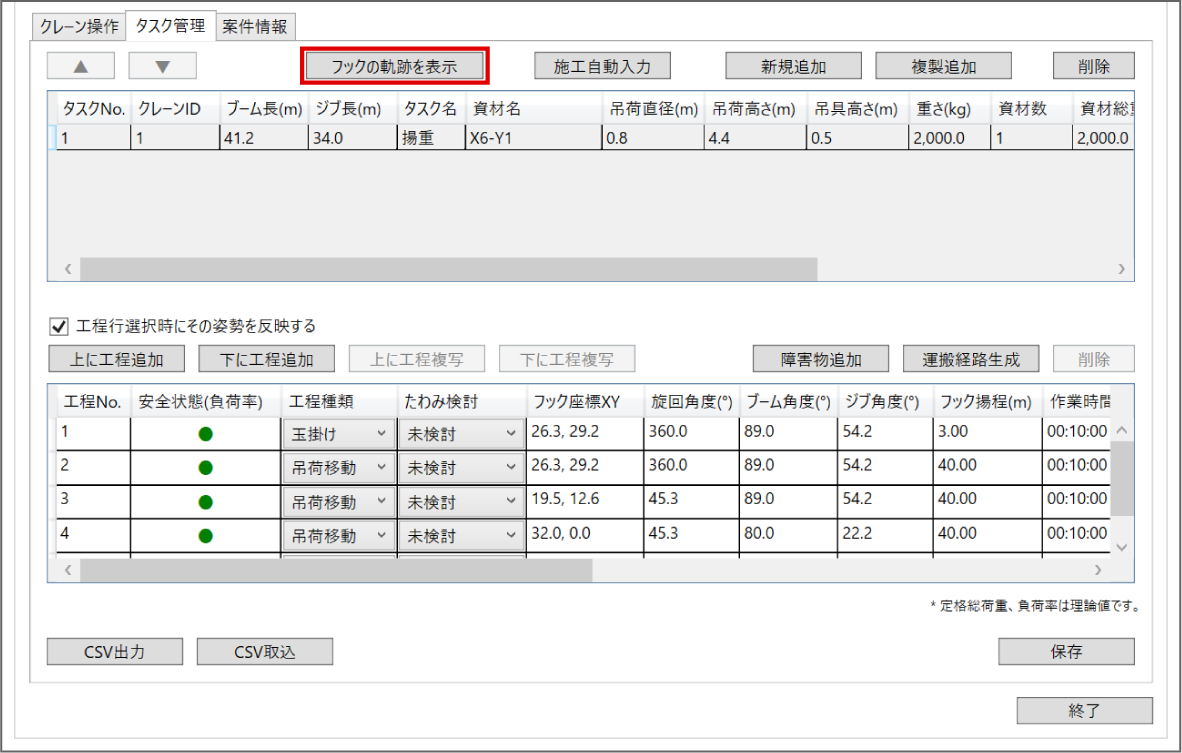 クレーン操作 タスク管理 案件情報
▲ ▼ フックの軌跡を表示 施工自動入力 新規追加 複製追加 削除
タスクNo. クレーンID ブーム長(m) ジブ長(m) タスク名 資材名 吊荷直径(m) 吊荷高さ(m) 吊具高さ(m) 重さ(kg) 資材数 資材総
1 1 41.2 34.0 揚重 X6-Y1 0.8 4.4 0.5 2,000.0 1 2,000.0
工程行選択時にその姿勢を反映する
上に工程追加 下に工程追加 上に工程複写 下に工程複写 障害物追加 運搬経路生成 削除
工程No. 安全状態(負荷率) 工程種類 たわみ検討 フック座標XY 旋回角度(°) ブーム角度(°) ジブ角度(°) フック揚程(m) 作業時間
1 玉掛け 未検討 26.3, 29.2 360.0 89.0 54.2 3.00 00:10:00
2 吊荷移動 未検討 26.3, 29.2 360.0 89.0 54.2 40.00 00:10:00
3 吊荷移動 未検討 19.5, 12.6 45.3 89.0 54.2 40.00 00:10:00
4 吊荷移動 未検討 32.0, 0.0 45.3 80.0 22.2 40.00 00:10:00
* 定格総荷重、負荷率は理論値です。
CSV出力 CSV取込 保存
終了